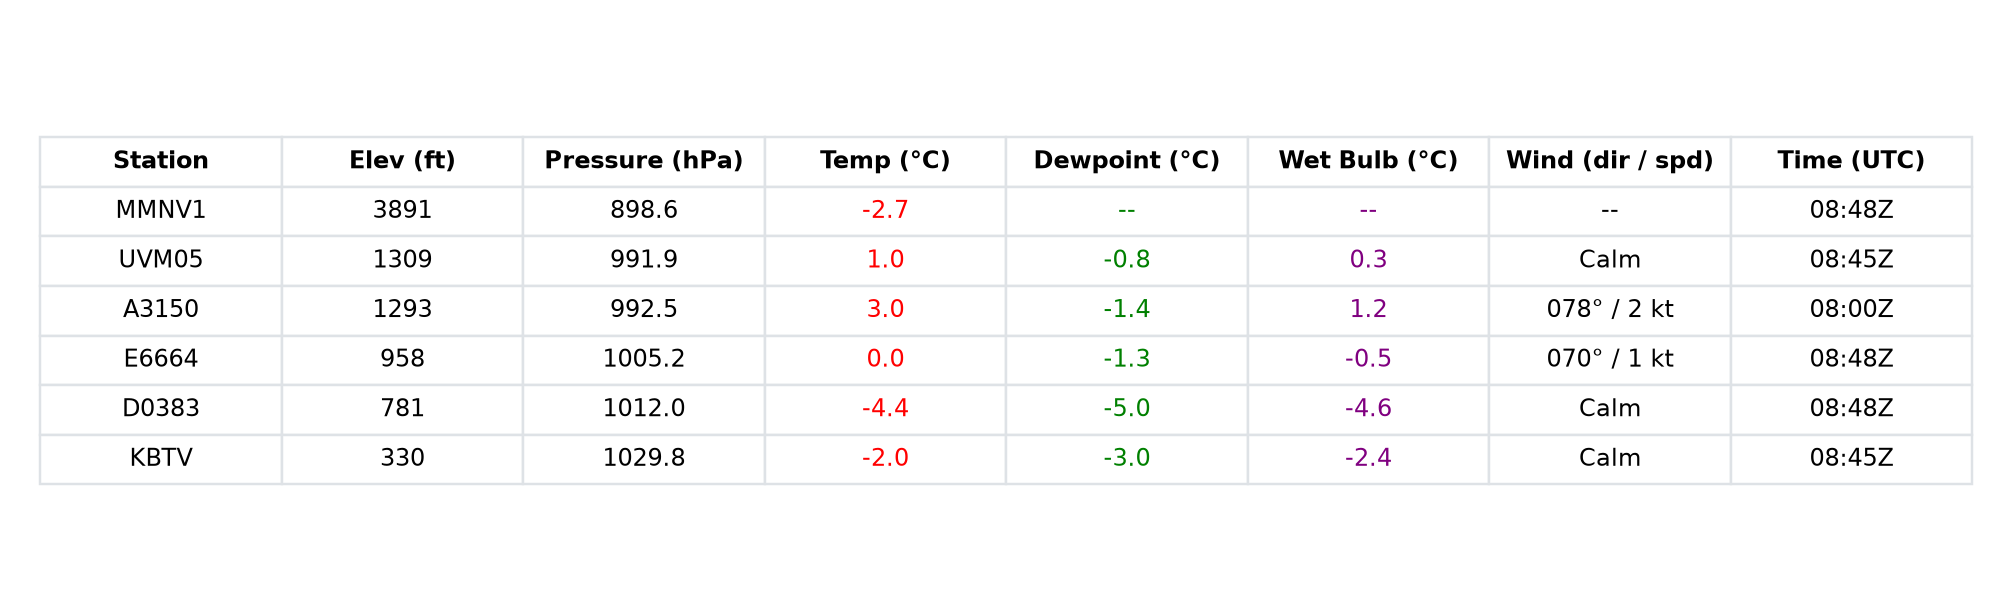 Station Elev (ft) Pressure (hPa) Temp (°C) Dewpoint (°C) Wet Bulb (°C) Wind (dir / spd) Time (UTC)
MMNV1 3891 898.6 -2.7 -- -- -- 08:48Z
UVM05 1309 991.9 1.0 -0.8 0.3 Calm 08:45Z
A3150 1293 992.5 3.0 -1.4 1.2 078° / 2 kt 08:00Z
E6664 958 1005.2 0.0 -1.3 -0.5 070° / 1 kt 08:48Z
D0383 781 1012.0 -4.4 -5.0 -4.6 Calm 08:48Z
KBTV 330 1029.8 -2.0 -3.0 -2.4 Calm 08:45Z